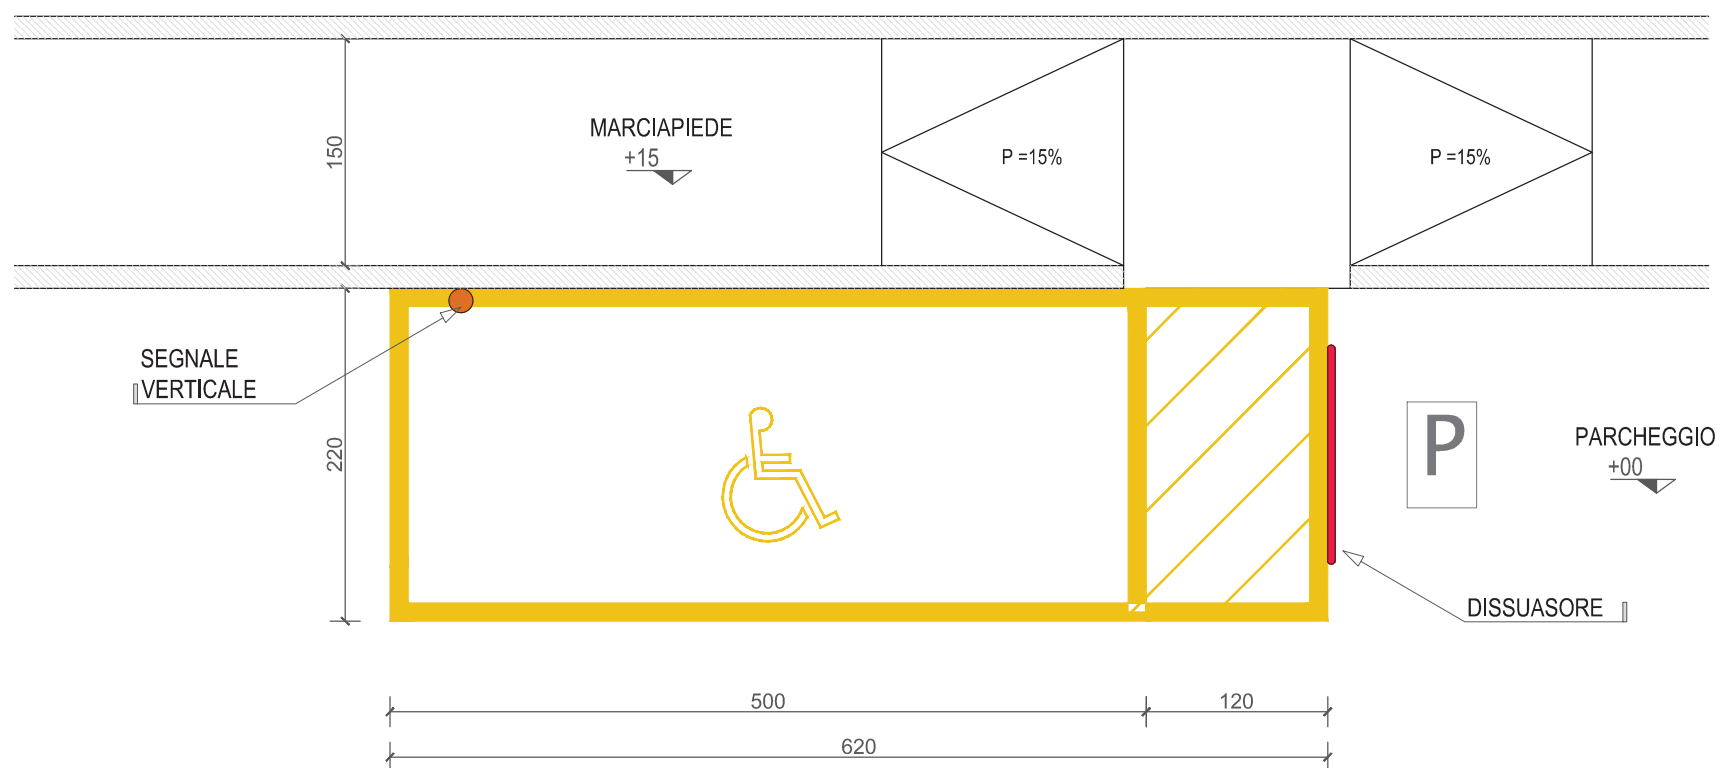 150
MARCIAPIEDE
+15
P =15%
P =15%
SEGNALE
VERTICALE
220
P
PARCHEGGIO
+00
DISSUASORE
500
120
620